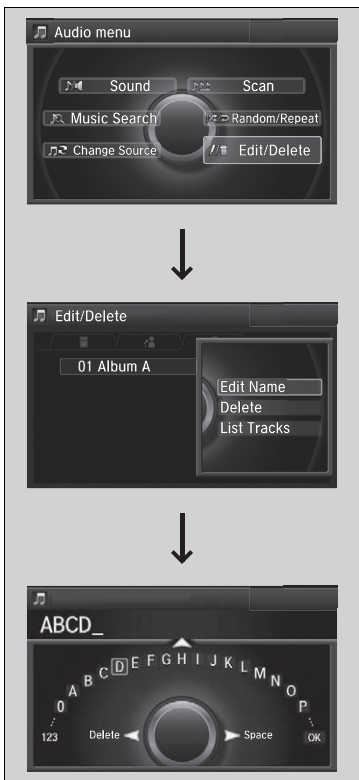 Audio menu
Sound Scan
Music Search Random/Repeat
Change Source Edit/Delete
Edit/Delete
01 Album A
Edit Name
Delete
List Tracks
ABCD_
0 A B C D E F G H I J K L M N O P
123 Delete Space OK